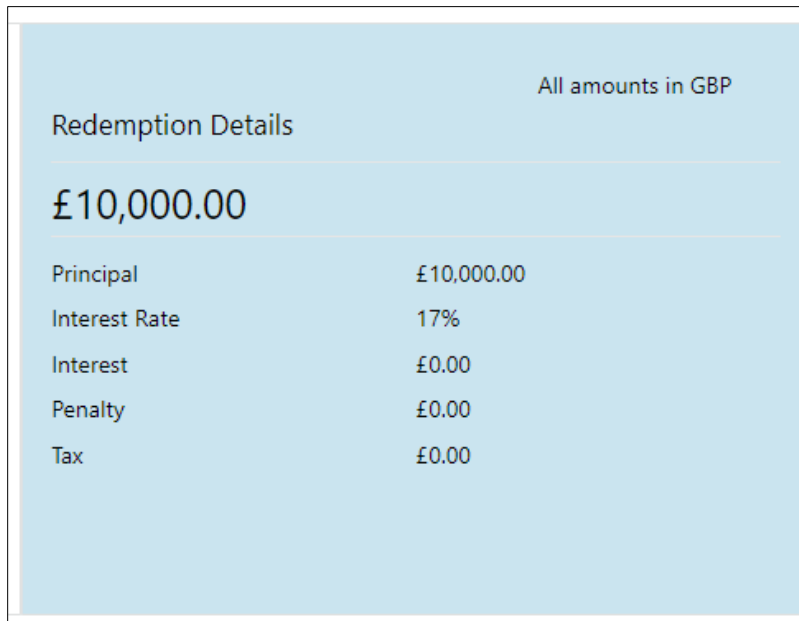 All amounts in GBP
Redemption Details
£10,000.00
Principal £10,000.00
Interest Rate 17%
Interest £0.00
Penalty £0.00
Tax £0.00